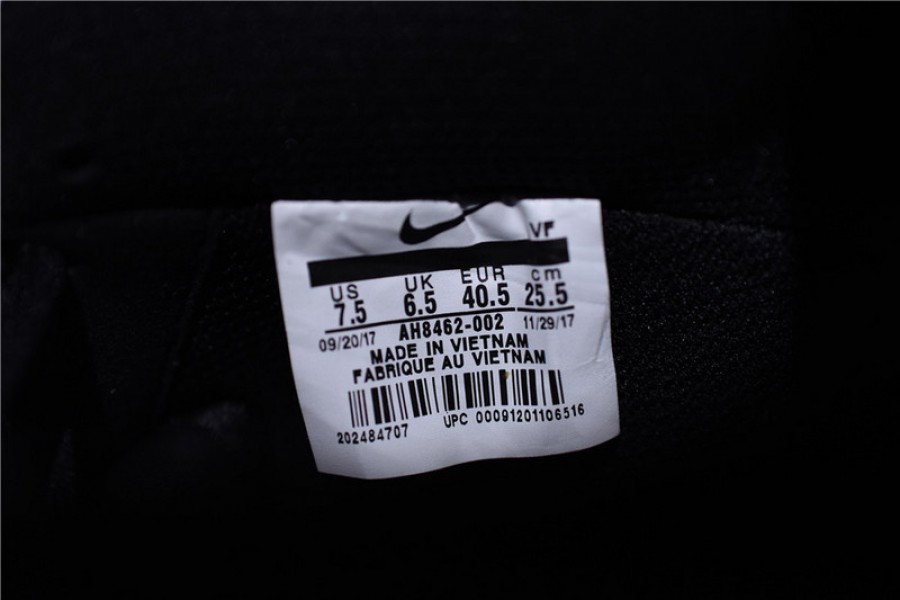 VF
US UK EUR cm
7.5 6.5 40.5 25.5
09/20/17 AH8462-002 11/29/17
MADE IN VIETNAM
FABRIQUE AU VIETNAM
202484707 UPC 00091201106516